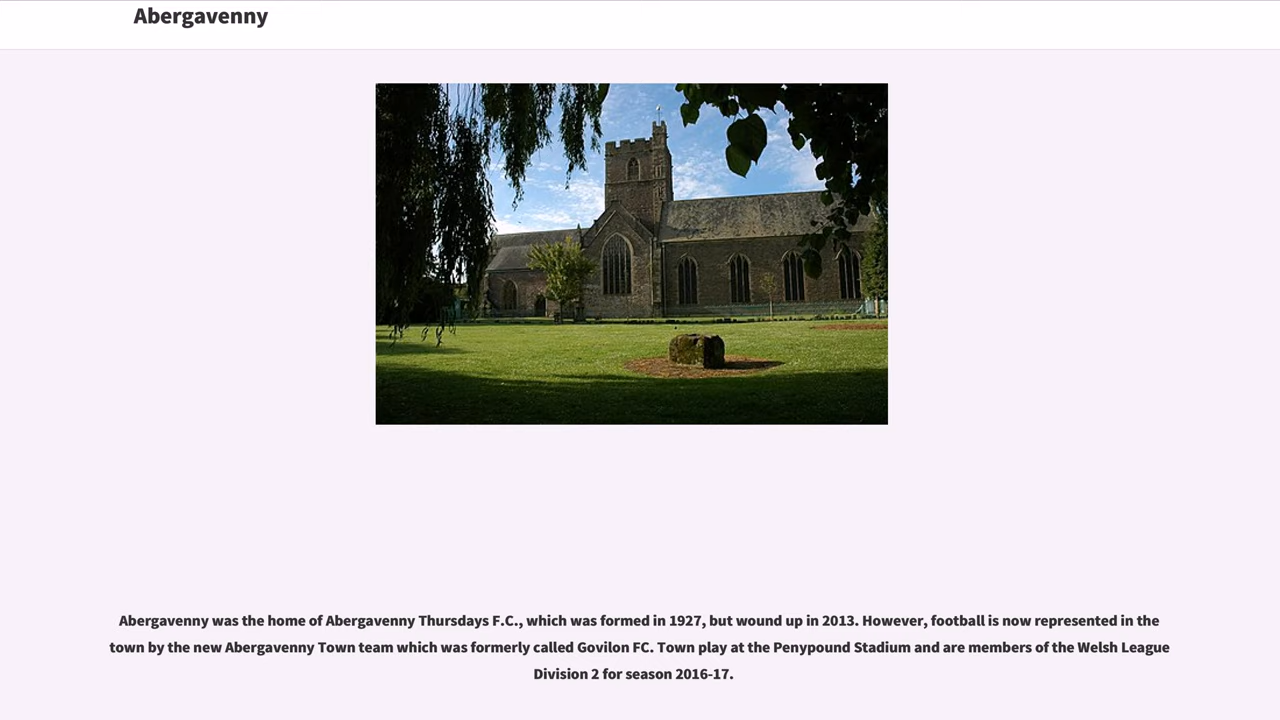 Abergavenny
Abergavenny was the home of Abergavenny Thursdays F.C., which was formed in 1927, but wound up in 2013. However, football is now represented in the
town by the new Abergavenny Town team which was formerly called Govilon FC. Town play at the Penypound Stadium and are members of the Welsh League
Division 2 for season 2016-17.